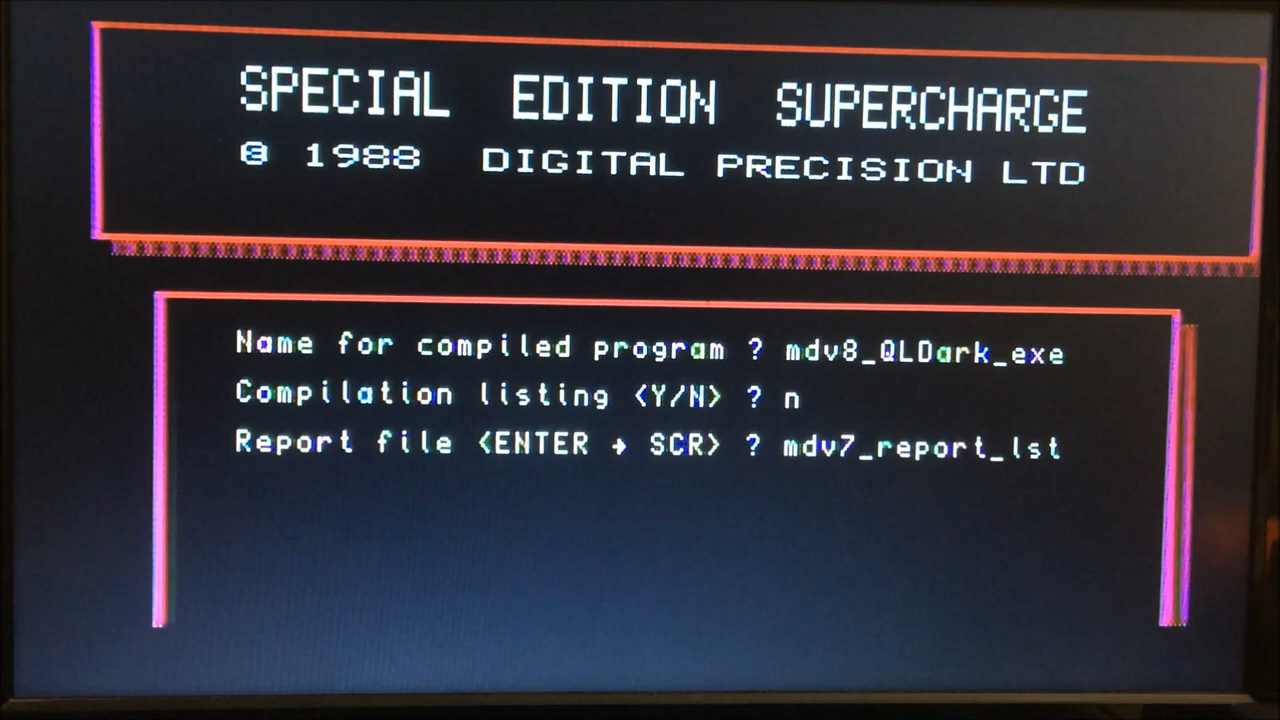 SPECIAL EDITION SUPERCHARGE
© 1988 DIGITAL PRECISION LTD
Name for compiled program ? mdv8_QLDark_exe
Compilation listing <Y/N> ? n
Report file <ENTER → SCR> ? mdv7_report_lst